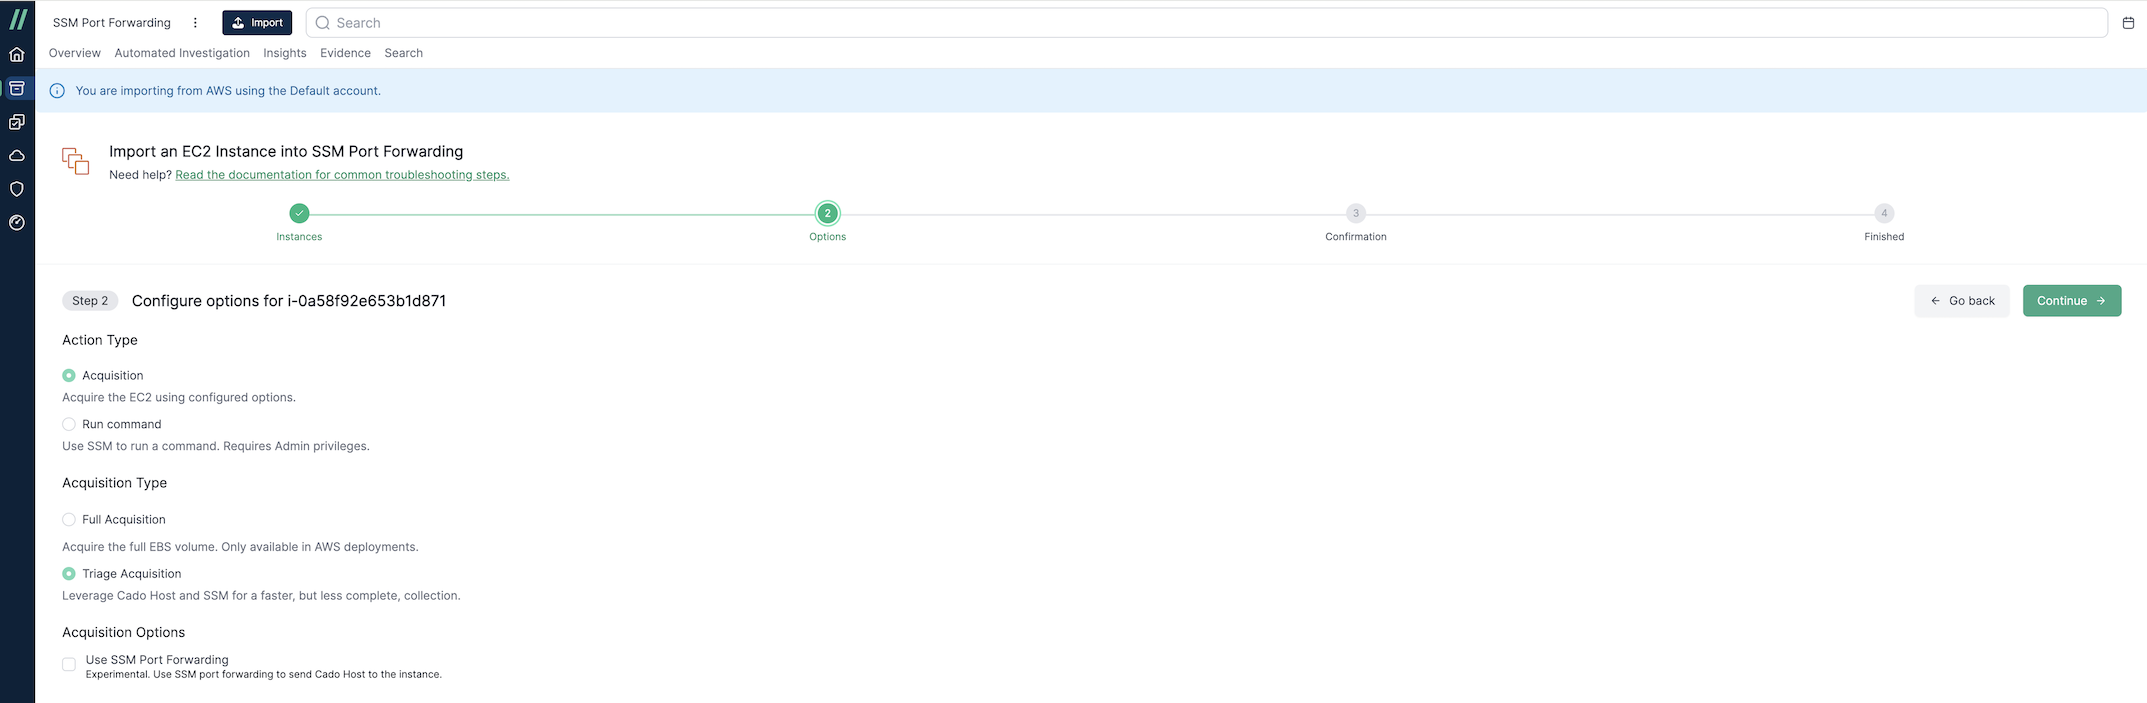 SSM Port Forwarding
Import
Search
Overview Automated Investigation Insights Evidence Search
You are importing from AWS using the Default account.
Import an EC2 Instance into SSM Port Forwarding
Need help? Read the documentation for common troubleshooting steps.
2 3 4
Instances Options Confirmation Finished
Step 2 Configure options for i-0a58f92e653b1d871
Go back Continue
Action Type
Acquisition
Acquire the EC2 using configured options.
Run command
Use SSM to run a command. Requires Admin privileges.
Acquisition Type
Full Acquisition
Acquire the full EBS volume. Only available in AWS deployments.
Triage Acquisition
Leverage Cado Host and SSM for a faster, but less complete, collection.
Acquisition Options
Use SSM Port Forwarding
Experimental. Use SSM port forwarding to send Cado Host to the instance.